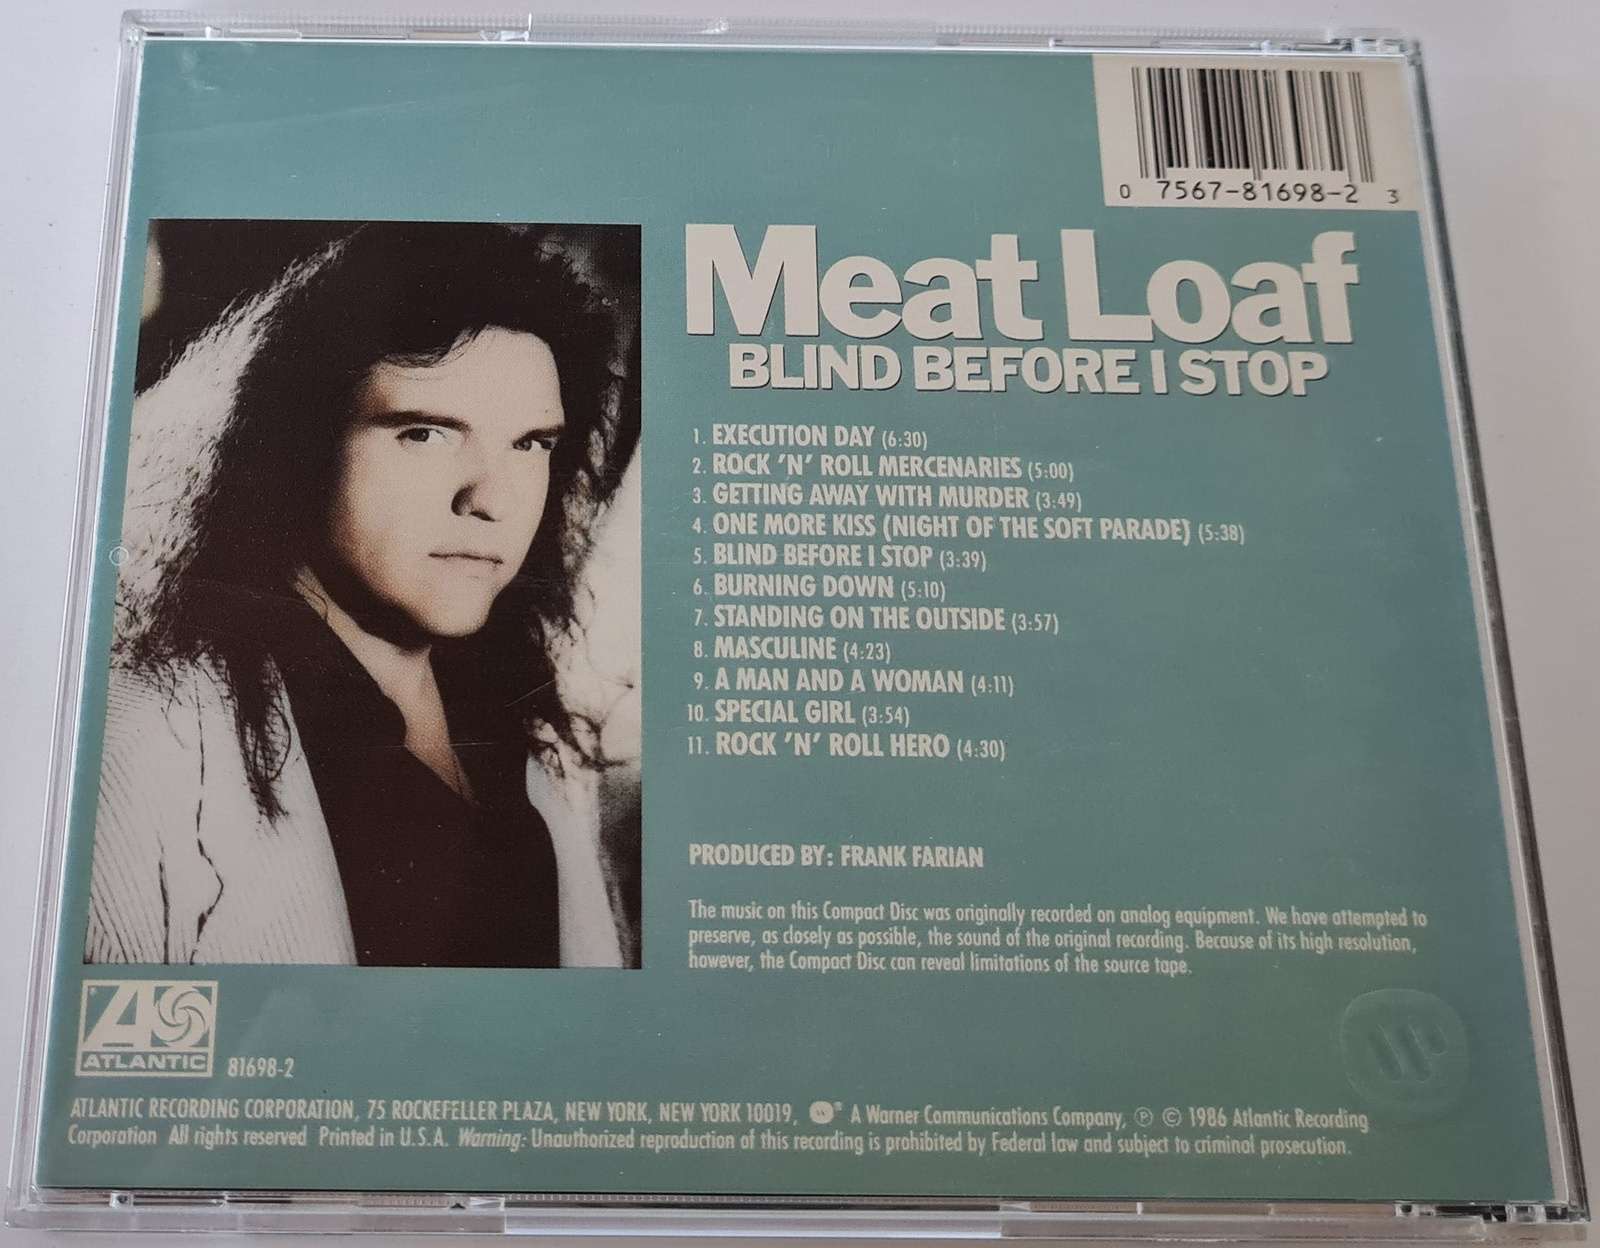 0 7567-81698-2 3
Meat Loaf
BLIND BEFORE I STOP
1. EXECUTION DAY (6:30)
2. ROCK 'N' ROLL MERCENARIES (5:00)
3. GETTING AWAY WITH MURDER (3:49)
4. ONE MORE KISS (NIGHT OF THE SOFT PARADE) (5:38)
5. BLIND BEFORE I STOP (3:39)
6. BURNING DOWN (5:10)
7. STANDING ON THE OUTSIDE (3:57)
8. MASCULINE (4:23)
9. A MAN AND A WOMAN (4:11)
10. SPECIAL GIRL (3:54)
11. ROCK 'N' ROLL HERO (4:30)
PRODUCED BY: FRANK FARIAN
The music on this Compact Disc was originally recorded on analog equipment. We have attempted to
preserve, as closely as possible, the sound of the original recording. Because of its high resolution,
however, the Compact Disc can reveal limitations of the source tape.
ATLANTIC
81698-2
ATLANTIC RECORDING CORPORATION, 75 ROCKEFELLER PLAZA, NEW YORK, NEW YORK 10019, ® A Warner Communications Company, ℗ © 1986 Atlantic Recording
Corporation All rights reserved Printed in U.S.A. Warning: Unauthorized reproduction of this recording is prohibited by Federal law and subject to criminal prosecution.